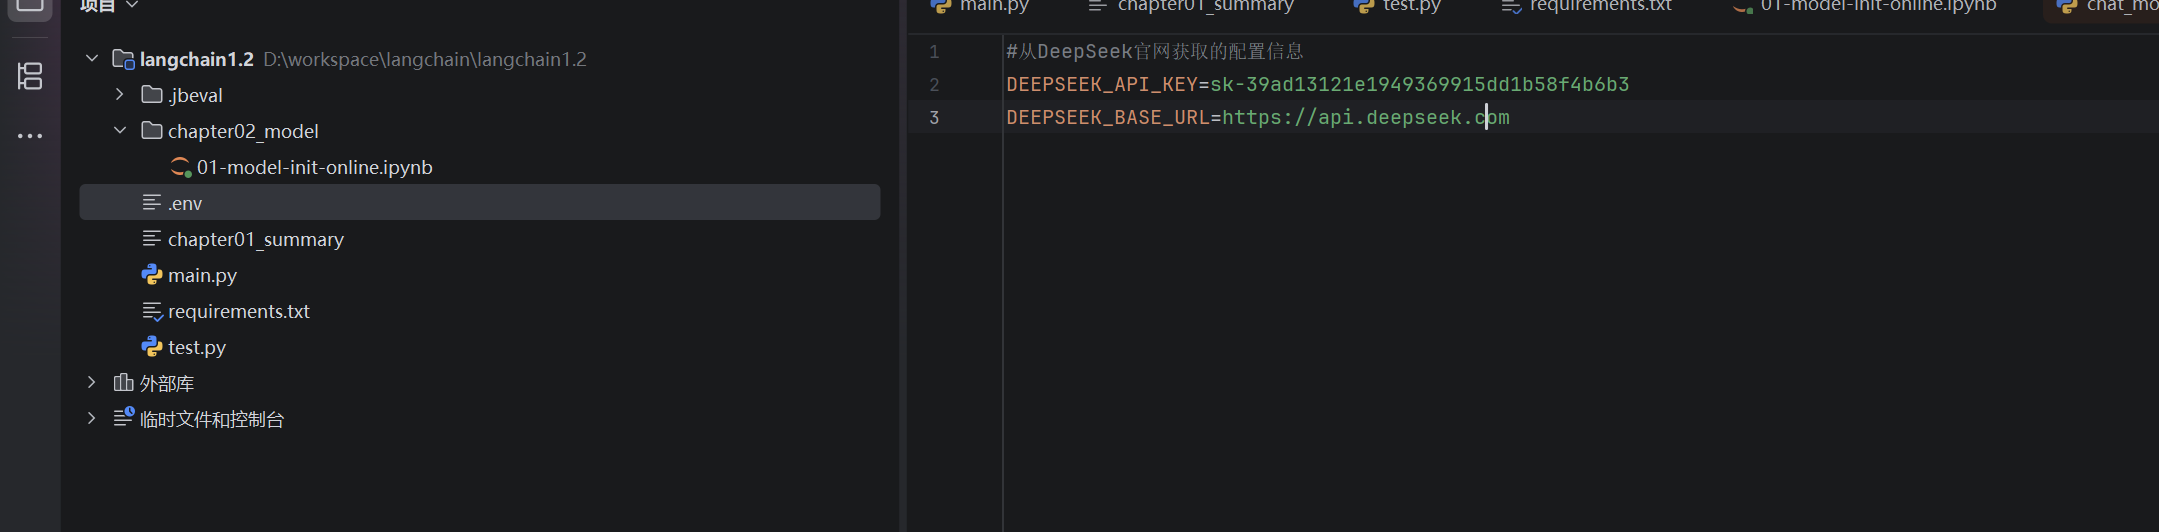 项目
langchain1.2 D:\workspace\langchain\langchain1.2
.jbeval
chapter02_model
01-model-init-online.ipynb
.env
chapter01_summary
main.py
requirements.txt
test.py
外部库
临时文件和控制台
main.py chapter01_summary test.py requirements.txt 01-model-init-online.ipynb chat_mo
1 #从DeepSeek官网获取的配置信息
2 DEEPSEEK_API_KEY=sk-39ad13121e1949369915dd1b58f4b6b3
3 DEEPSEEK_BASE_URL=https://api.deepseek.com